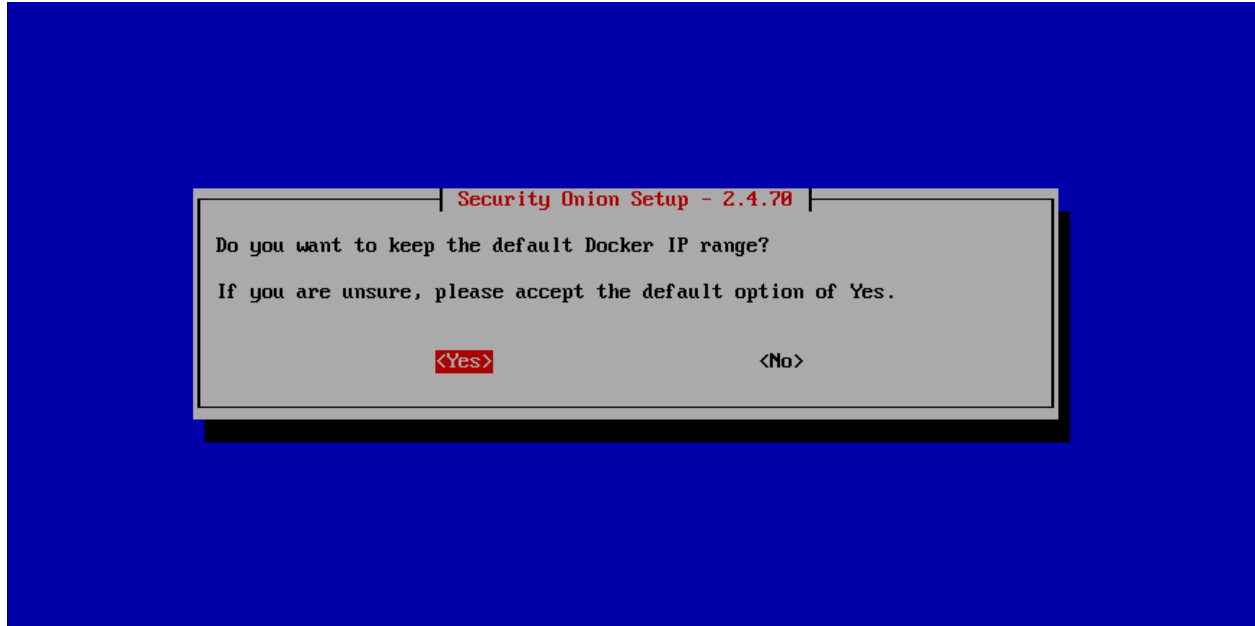 Security Onion Setup - 2.4.70
Do you want to keep the default Docker IP range?
If you are unsure, please accept the default option of Yes.
<Yes> <No>